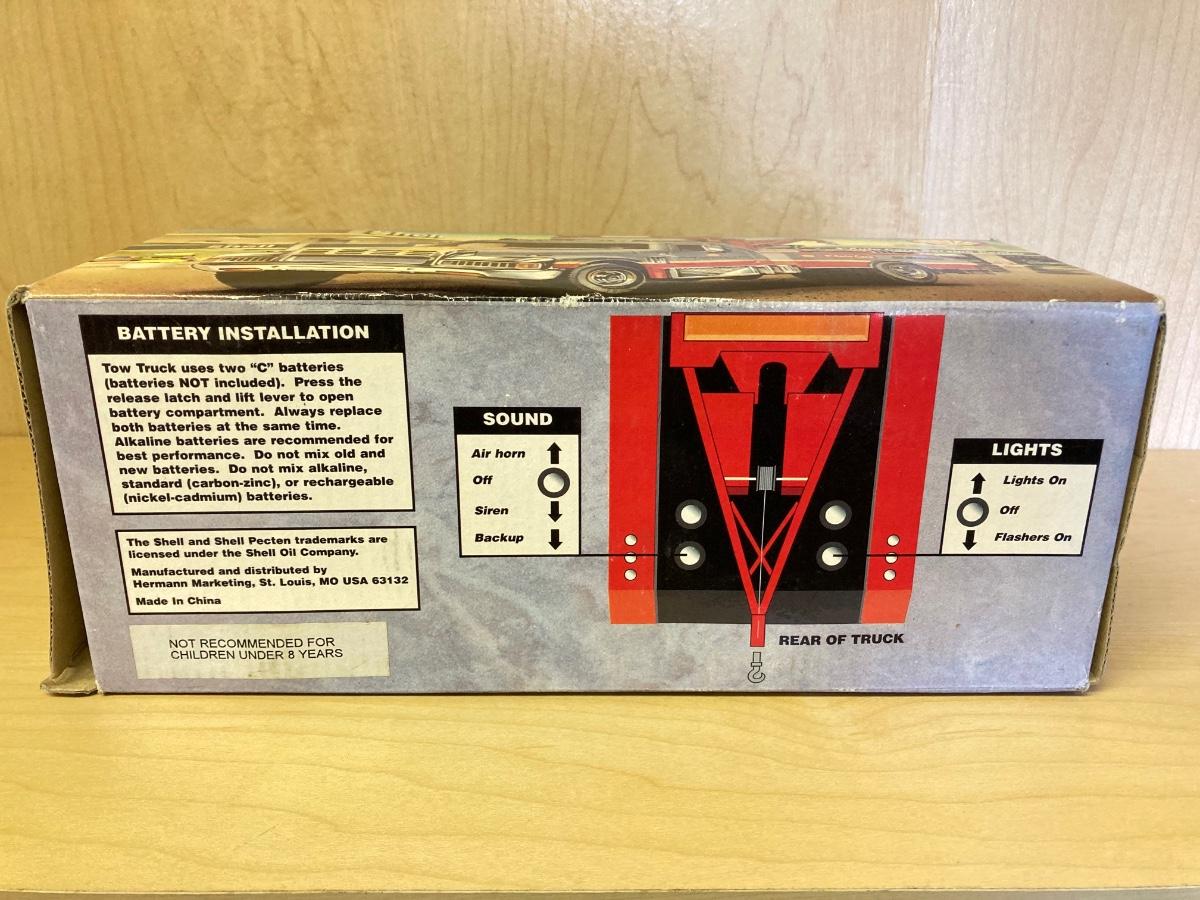 BATTERY INSTALLATION
Tow Truck uses two “C” batteries
(batteries NOT included). Press the
release latch and lift lever to open
battery compartment. Always replace
both batteries at the same time.
Alkaline batteries are recommended for
best performance. Do not mix old and
new batteries. Do not mix alkaline,
standard (carbon-zinc), or rechargeable
(nickel-cadmium) batteries.
The Shell and Shell Pecten trademarks are
licensed under the Shell Oil Company.
Manufactured and distributed by
Hermann Marketing, St. Louis, MO USA 63132
Made In China
NOT RECOMMENDED FOR
CHILDREN UNDER 8 YEARS
SOUND
Air horn
Off
Siren
Backup
LIGHTS
Lights On
Off
Flashers On
REAR OF TRUCK